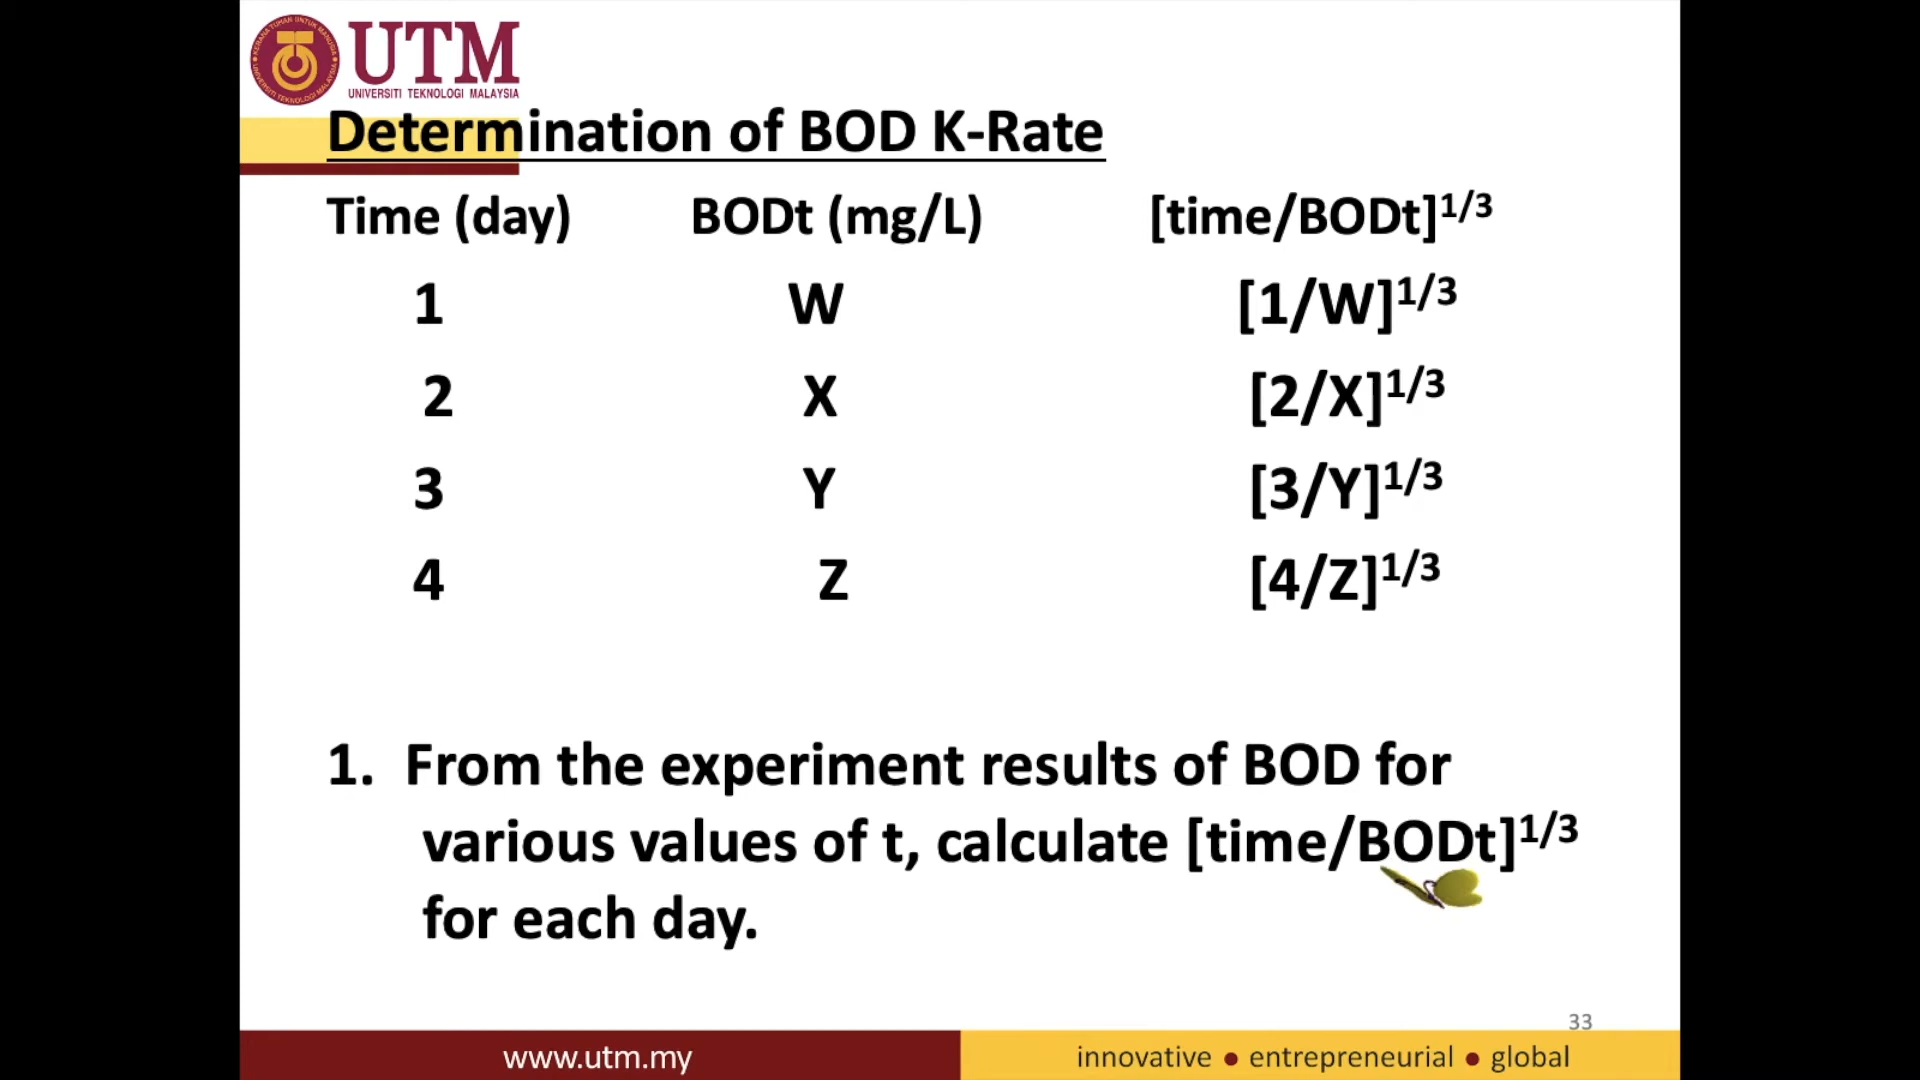 UTM
UNIVERSITI TEKNOLOGI MALAYSIA
Determination of BOD K-Rate
Time (day) BODt (mg/L) [time/BODt]¹/³
1 W [1/W]¹/³
2 X [2/X]¹/³
3 Y [3/Y]¹/³
4 Z [4/Z]¹/³
1. From the experiment results of BOD for
various values of t, calculate [time/BODt]¹/³
for each day.
33
www.utm.my innovative ● entrepreneurial ● global